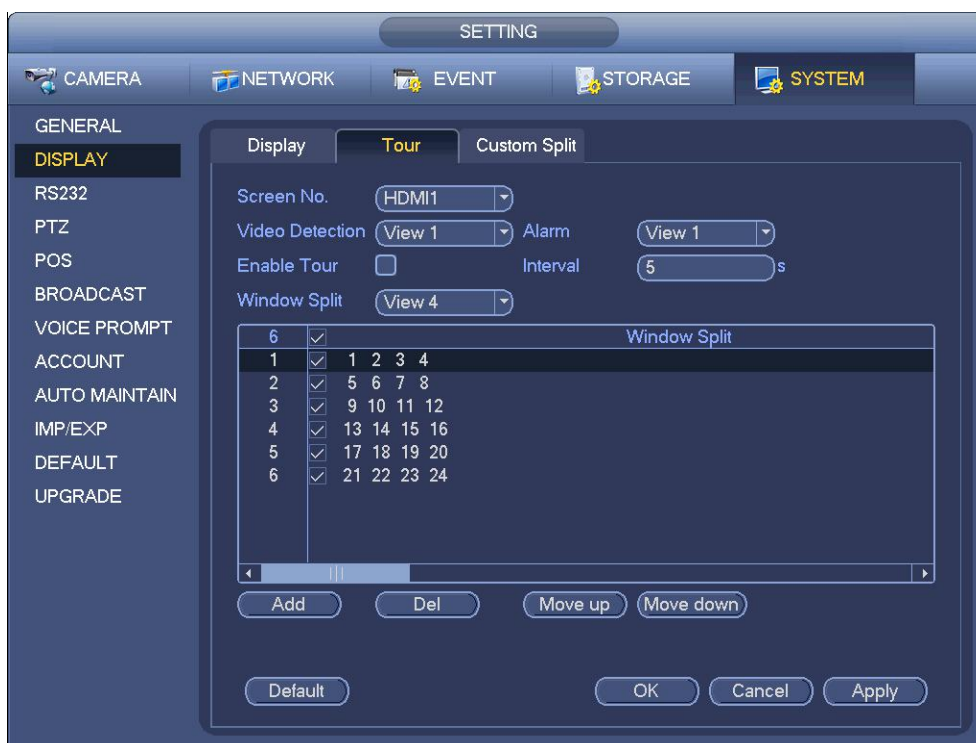 SETTING
CAMERA NETWORK EVENT STORAGE SYSTEM
GENERAL
DISPLAY
RS232
PTZ
POS
BROADCAST
VOICE PROMPT
ACCOUNT
AUTO MAINTAIN
IMP/EXP
DEFAULT
UPGRADE
Display Tour Custom Split
Screen No. HDMI1
Video Detection View 1 Alarm View 1
Enable Tour Interval 5 s
Window Split View 4
6 Window Split
1 1 2 3 4
2 5 6 7 8
3 9 10 11 12
4 13 14 15 16
5 17 18 19 20
6 21 22 23 24
Add Del Move up Move down
Default OK Cancel Apply